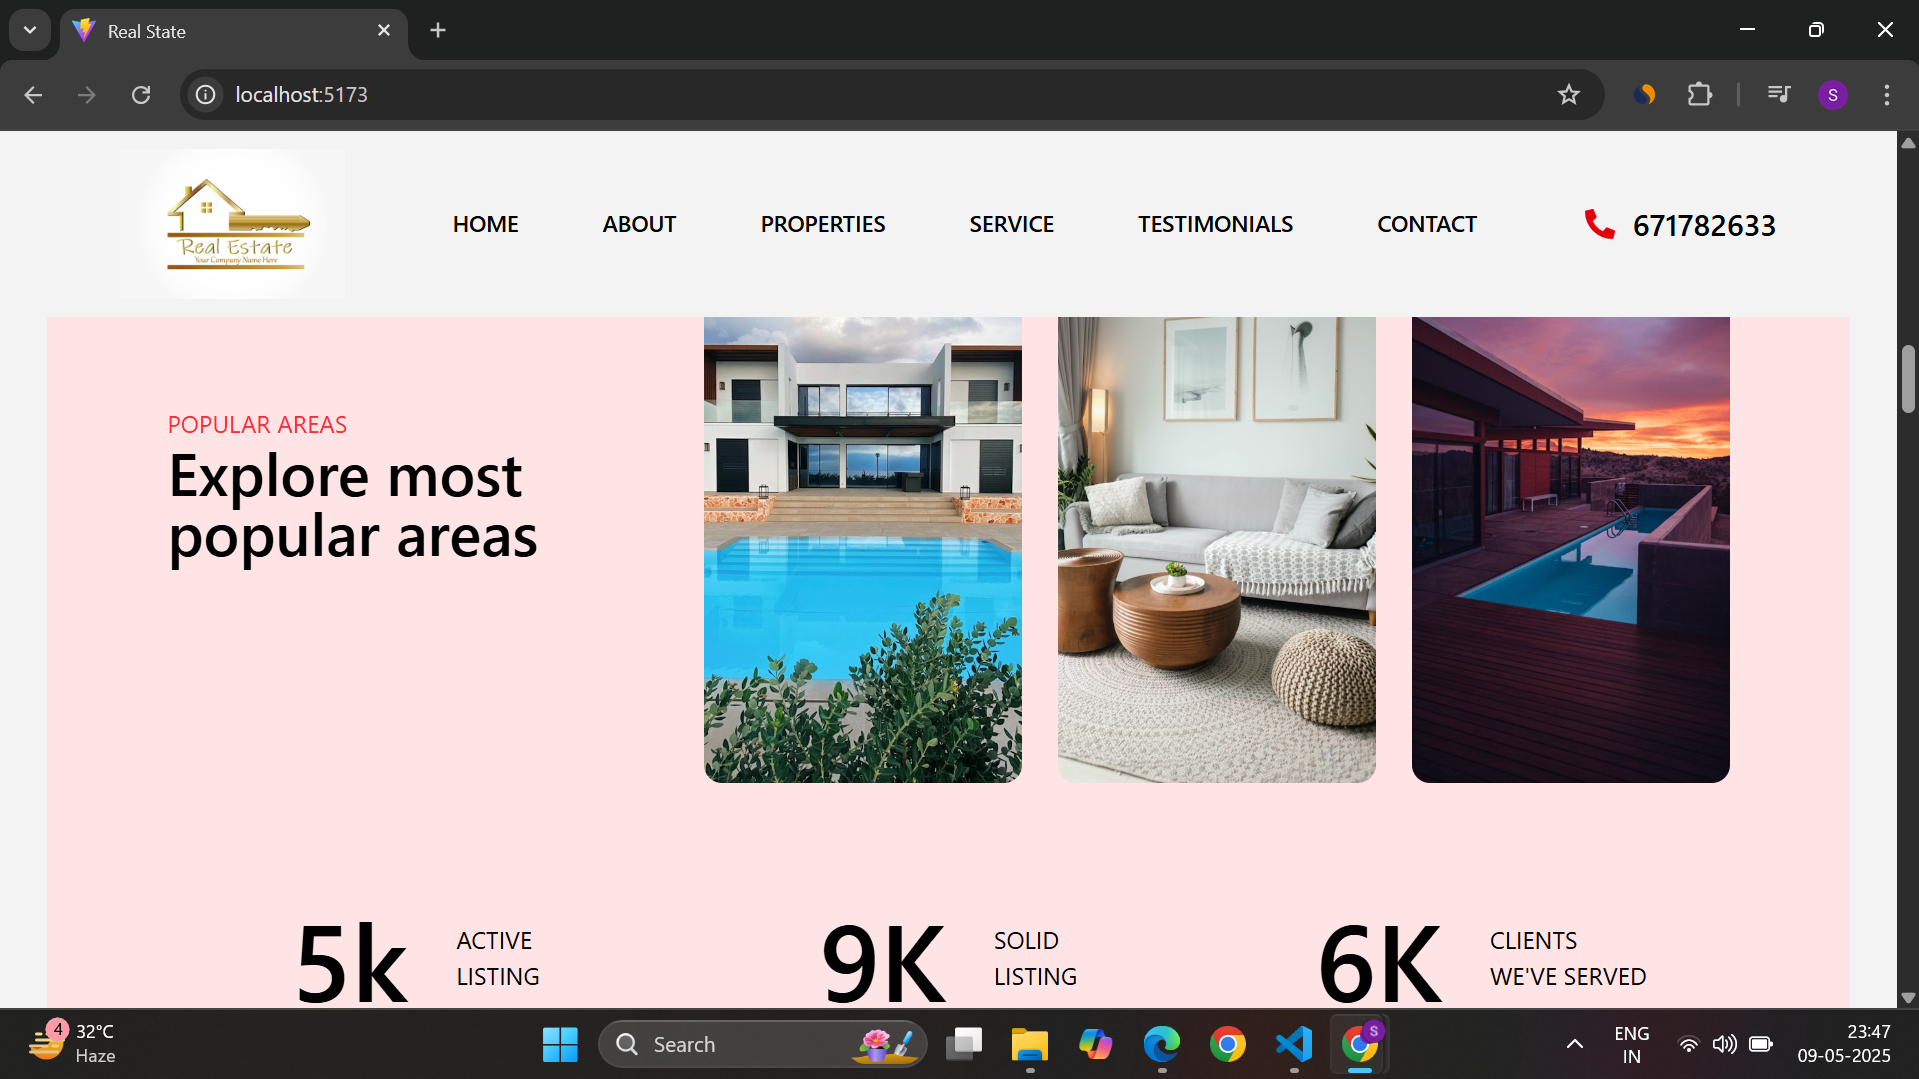 Real State
localhost:5173
Real Estate
Your Company Name Here
HOME
ABOUT
PROPERTIES
SERVICE
TESTIMONIALS
CONTACT
671782633
POPULAR AREAS
Explore most
popular areas
5k
ACTIVE
LISTING
9K
SOLID
LISTING
6K
CLIENTS
WE'VE SERVED
4
32°C
Haze
Search
S
S
ENG
IN
23:47
09-05-2025